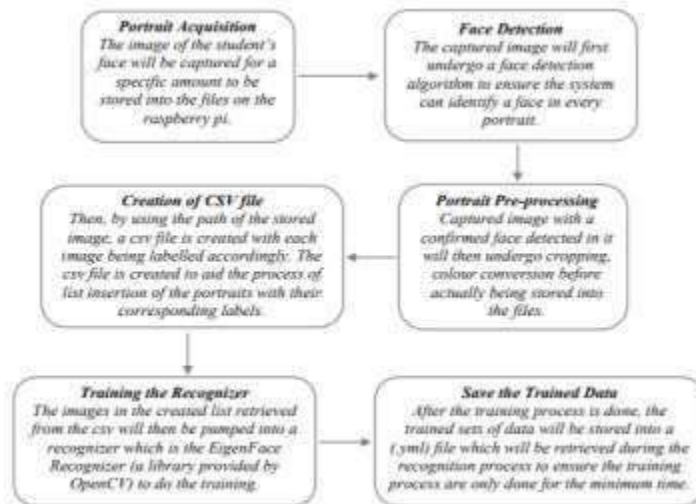 Portrait Acquisition
The image of the student's
face will be captured for a
specific amount to be
stored into the files on the
raspberry pi.
Face Detection
The captured image will first
undergo a face detection
algorithm to ensure the system
can identify a face in every
portrait.
Portrait Pre-processing
Captured image with a
confirmed face detected in it
will then undergo cropping,
colour conversion before
actually being stored into
the files.
Creation of CSV file
Then, by using the path of the stored
image, a csv file is created with each
image being labelled accordingly. The
csv file is created to aid the process of
list insertion of the portraits with their
corresponding labels.
Training the Recognizer
The images in the created list retrieved
from the csv will then be pumped into a
recognizer which is the EigenFace
Recognizer (a library provided by
OpenCV) to do the training.
Save the Trained Data
After the training process is done, the
trained sets of data will be stored into a
(.yml) file which will be retrieved during the
recognition process to ensure the training
process are only done for the minimum time.